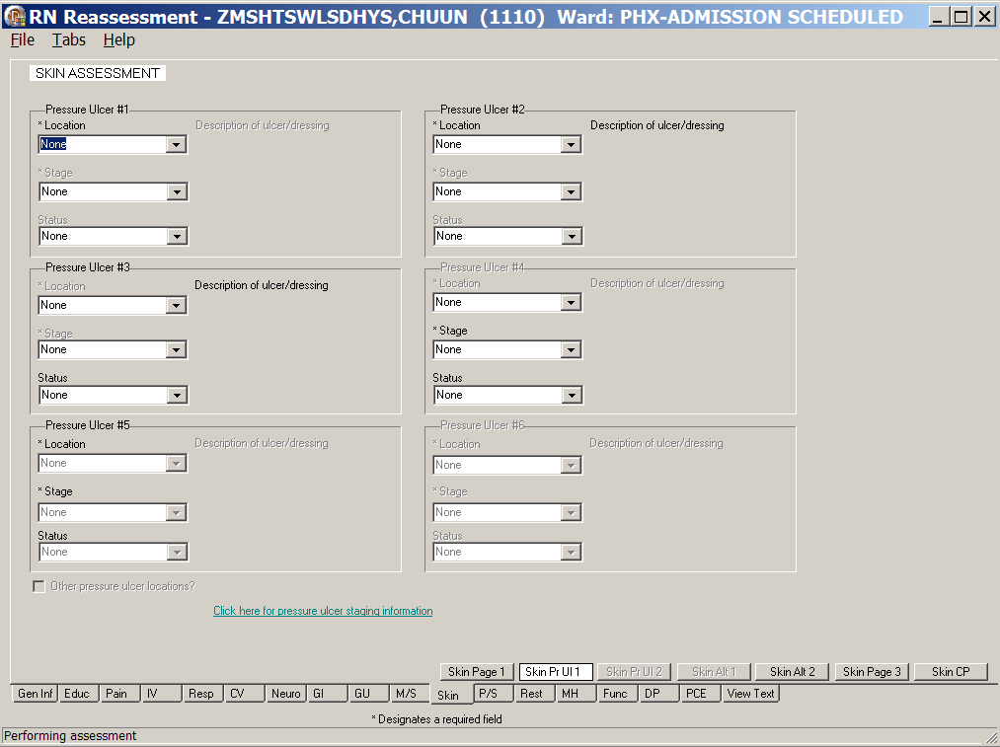 RN Reassessment - ZMSHTSWLSDHYS,CHUUN (1110) Ward: PHX-ADMISSION SCHEDULED
File Tabs Help
SKIN ASSESSMENT
Pressure Ulcer #1
* Location Description of ulcer/dressing
None
* Stage
None
Status
None
Pressure Ulcer #2
* Location Description of ulcer/dressing
None
* Stage
None
Status
None
Pressure Ulcer #3
* Location Description of ulcer/dressing
None
* Stage
None
Status
None
Pressure Ulcer #4
* Location Description of ulcer/dressing
None
* Stage
None
Status
None
Pressure Ulcer #5
* Location Description of ulcer/dressing
None
* Stage
None
Status
None
Pressure Ulcer #6
* Location Description of ulcer/dressing
None
* Stage
None
Status
None
Other pressure ulcer locations?
Click here for pressure ulcer staging information
Skin Page 1 Skin Pr Ul 1 Skin Pr Ul 2 Skin Alt 1 Skin Alt 2 Skin Page 3 Skin CP
Gen Inf Educ Pain IV Resp CV Neuro GI GU M/S Skin P/S Rest MH Func DP PCE View Text
* Designates a required field
Performing assessment